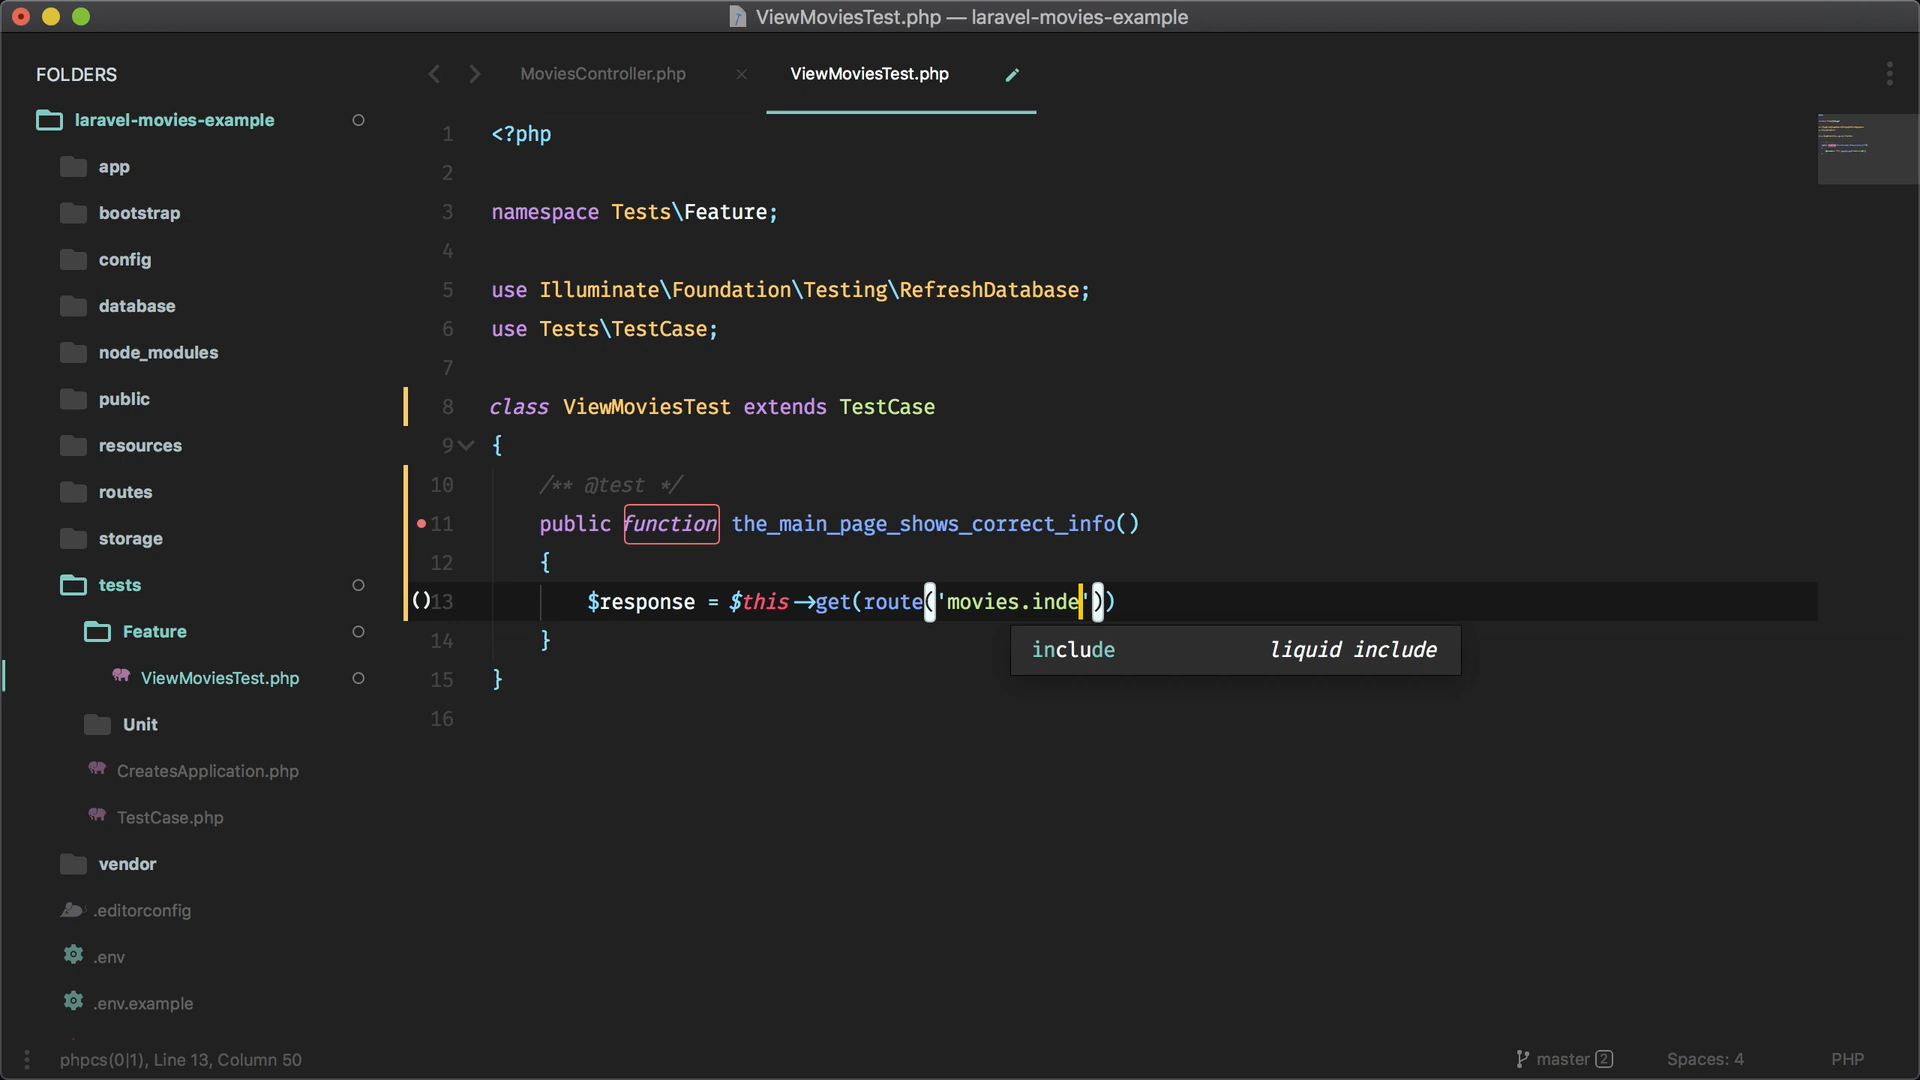 ViewMoviesTest.php — laravel-movies-example
FOLDERS
laravel-movies-example
app
bootstrap
config
database
node_modules
public
resources
routes
storage
tests
Feature
ViewMoviesTest.php
Unit
CreatesApplication.php
TestCase.php
vendor
.editorconfig
.env
.env.example
MoviesController.php
ViewMoviesTest.php
1 <?php
2
3 namespace Tests\Feature;
4
5 use Illuminate\Foundation\Testing\RefreshDatabase;
6 use Tests\TestCase;
7
8 class ViewMoviesTest extends TestCase
9 {
10 /** @test */
11 public function the_main_page_shows_correct_info()
12 {
()13 $response = $this->get(route('movies.inde'))
include liquid include
14 }
15 }
16
phpcs(0|1), Line 13, Column 50
master 2
Spaces: 4
PHP